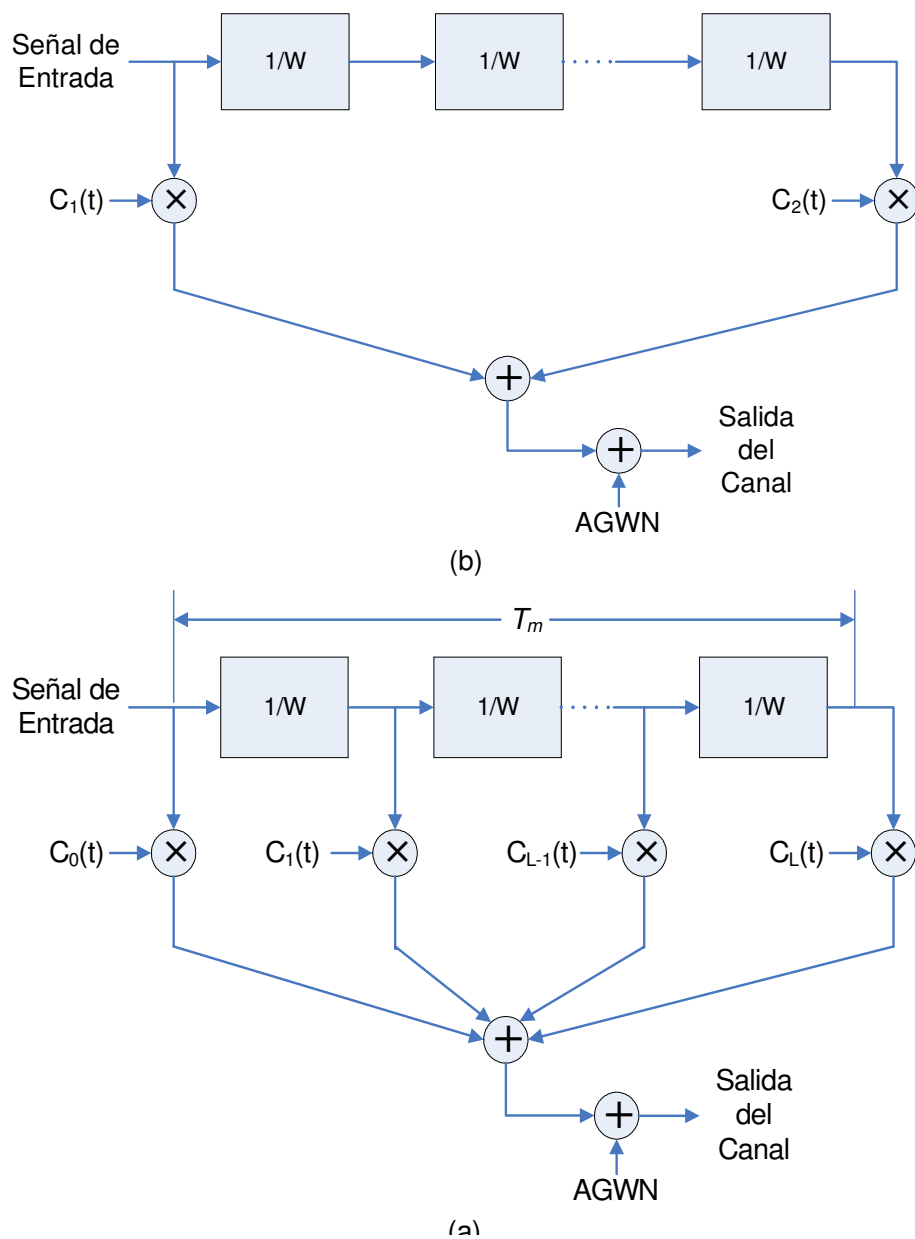 Señal de
Entrada
1/W
1/W
1/W
C1(t)
C2(t)
Salida
del
Canal
AGWN
(b)
Tm
Señal de
Entrada
1/W
1/W
1/W
C0(t)
C1(t)
CL-1(t)
CL(t)
Salida
del
Canal
AGWN
(a)